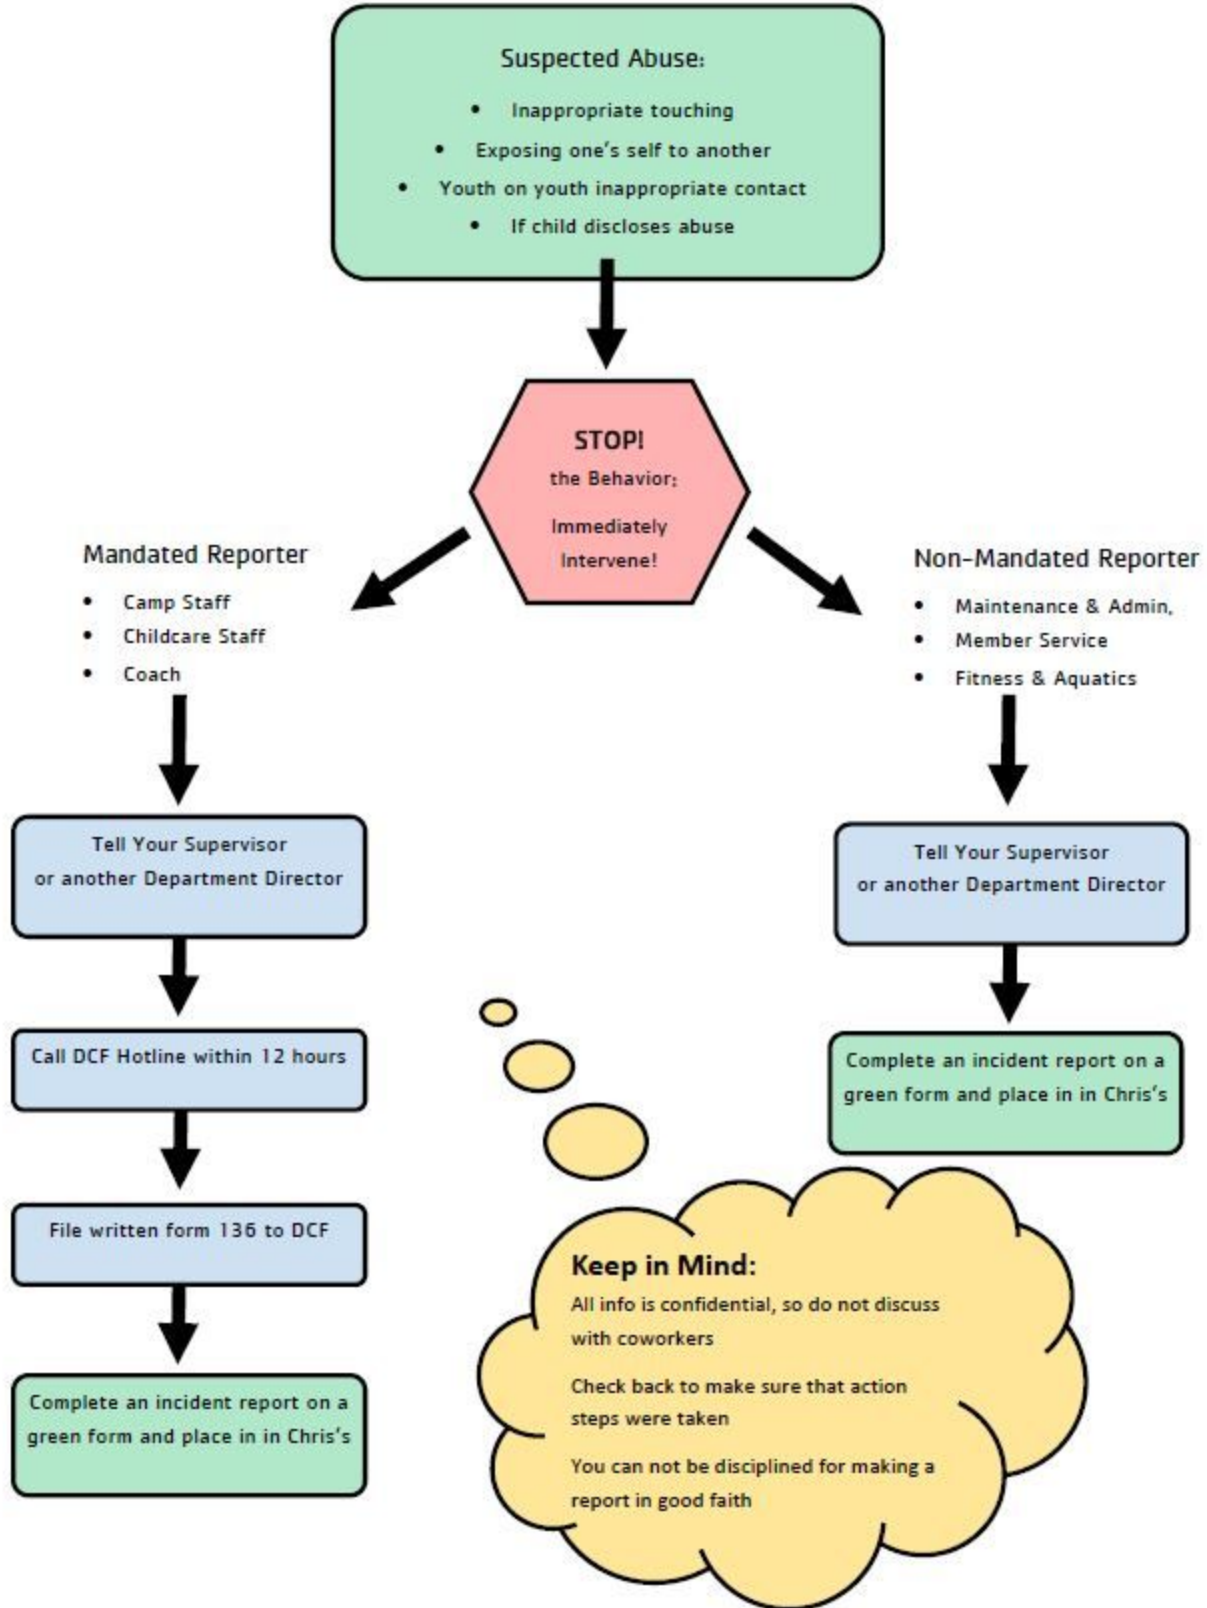 Suspected Abuse:
• Inappropriate touching
• Exposing one's self to another
• Youth on youth inappropriate contact
• If child discloses abuse
STOP!
the Behavior;
Immediately
Intervene!
Mandated Reporter
• Camp Staff
• Childcare Staff
• Coach
Non-Mandated Reporter
• Maintenance & Admin,
• Member Service
• Fitness & Aquatics
Tell Your Supervisor
or another Department Director
Call DCF Hotline within 12 hours
File written form 136 to DCF
Complete an incident report on a
green form and place in in Chris's
Tell Your Supervisor
or another Department Director
Complete an incident report on a
green form and place in in Chris's
Keep in Mind:
All info is confidential, so do not discuss
with coworkers
Check back to make sure that action
steps were taken
You can not be disciplined for making a
report in good faith